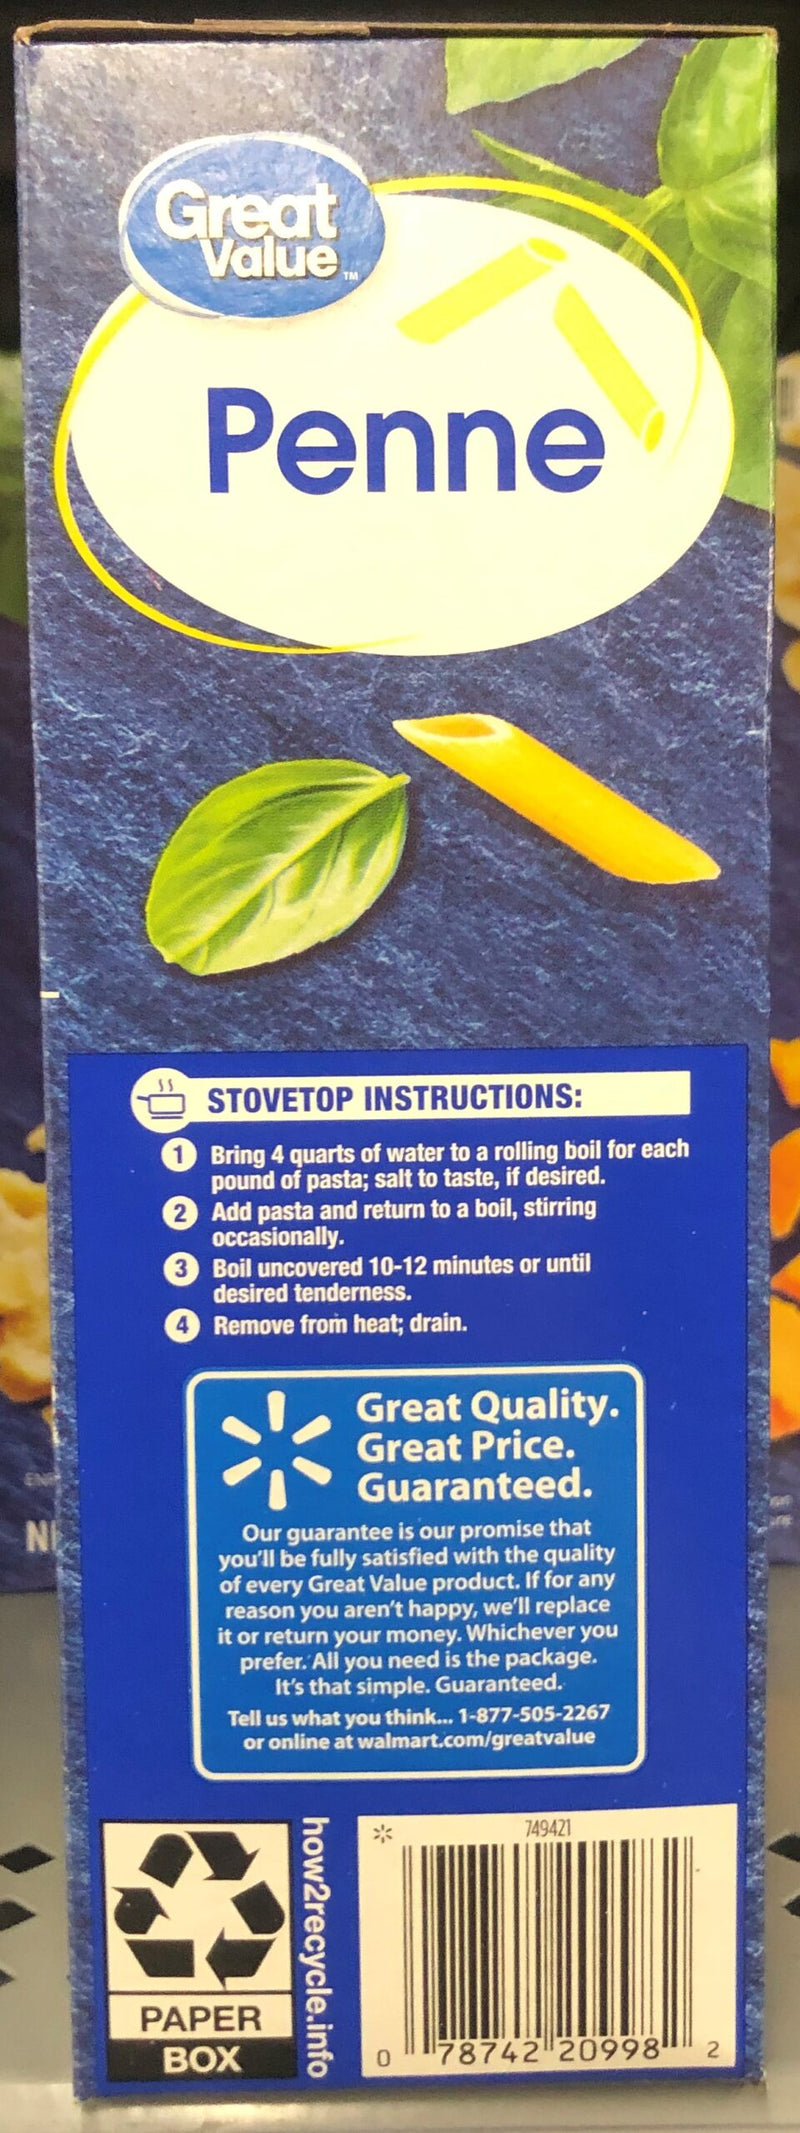 Great
Value™
Penne
STOVETOP INSTRUCTIONS:
1 Bring 4 quarts of water to a rolling boil for each
pound of pasta; salt to taste, if desired.
2 Add pasta and return to a boil, stirring
occasionally.
3 Boil uncovered 10-12 minutes or until
desired tenderness.
4 Remove from heat; drain.
Great Quality.
Great Price.
Guaranteed.
Our guarantee is our promise that
you'll be fully satisfied with the quality
of every Great Value product. If for any
reason you aren't happy, we'll replace
it or return your money. Whichever you
prefer. All you need is the package.
It's that simple. Guaranteed.
Tell us what you think... 1-877-505-2267
or online at walmart.com/greatvalue
PAPER
BOX
how2recycle.info
749421
0 78742 20998 2